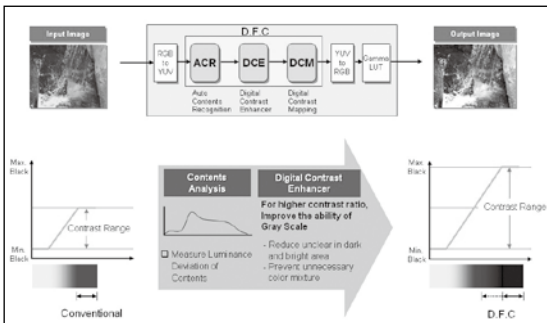 D.F.C
Input Image
Output Image
RGB
to
YUV
ACR
DCE
DCM
YUV
to
RGB
Gamma
LUT
Auto
Contents
Recognition
Digital
Contrast
Enhancer
Digital
Contrast
Mapping
Max.
Black
Contrast Range
Min.
Black
Conventional
Contents
Analysis
❑ Measure Luminance
Deviation of
Contents
Digital Contrast
Enhancer
For higher contrast ratio,
Improve the ability of
Gray Scale
- Reduce unclear in dark
and bright area
- Prevent unnecessary
color mixture
Max.
Black
Contrast Range
Min.
Black
D.F.C